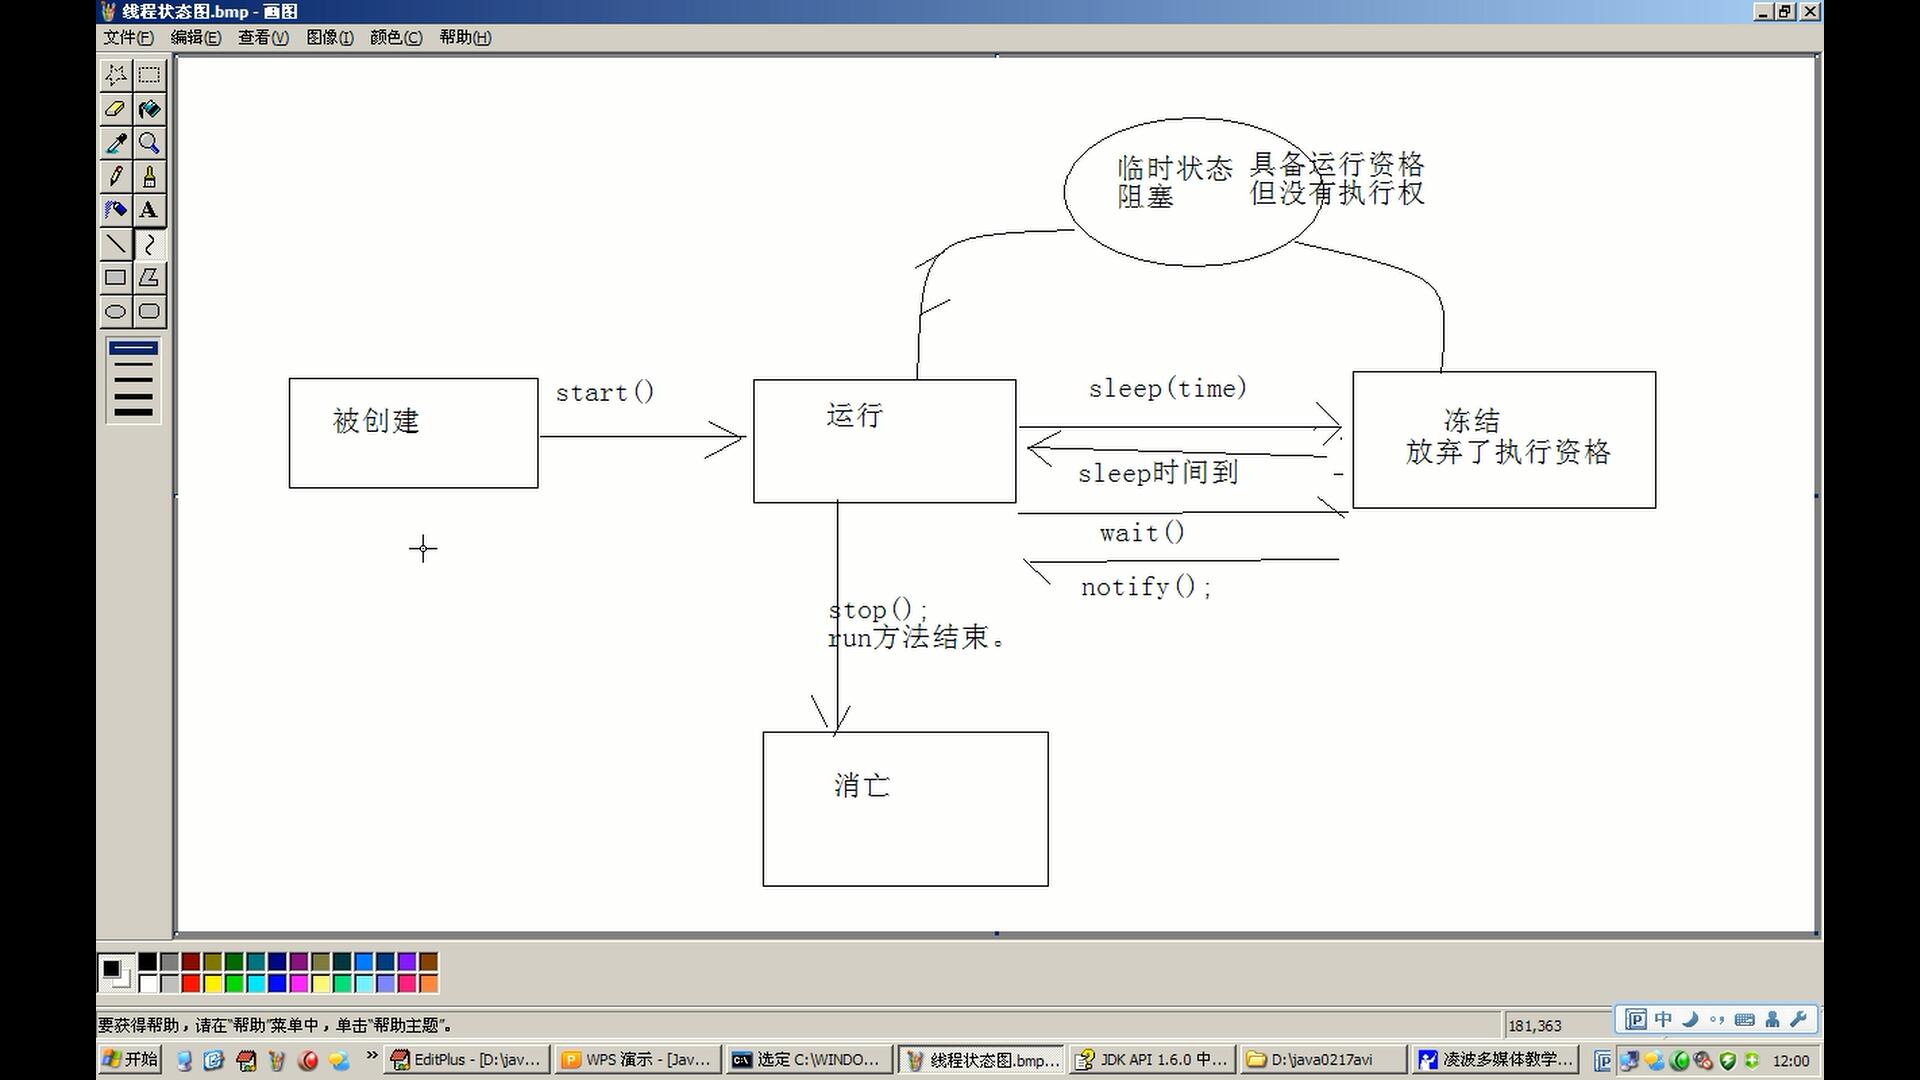 线程状态图.bmp - 画图
文件(F) 编辑(E) 查看(V) 图像(I) 颜色(C) 帮助(H)
临时状态
阻塞
具备运行资格
但没有执行权
被创建
start()
运行
sleep(time)
sleep时间到
wait()
notify();
冻结
放弃了执行资格
stop();
run方法结束。
消亡
要获得帮助，请在“帮助”菜单中，单击“帮助主题”。
181,363
中
开始
EditPlus - [D:\jav...
WPS 演示 - [Jav...
选定 C:\WINDO...
线程状态图.bmp...
JDK API 1.6.0 中...
D:\java0217avi
凌波多媒体教学...
12:00